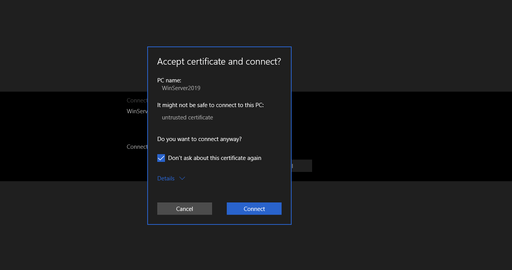 Accept certificate and connect?
PC name:
WinServer2019
It might not be safe to connect to this PC:
untrusted certificate
Do you want to connect anyway?
Don't ask about this certificate again
Details
Cancel
Connect
Connect
WinServ
Connect